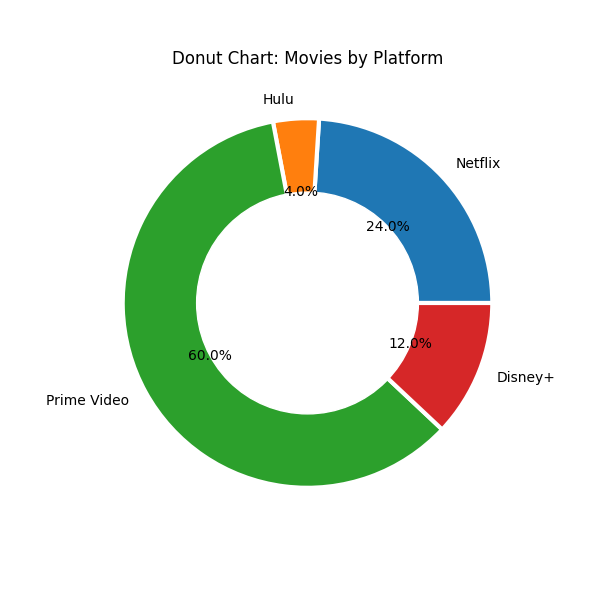 Donut Chart: Movies by Platform
Hulu
Netflix
4.0%
24.0%
12.0%
60.0%
Disney+
Prime Video